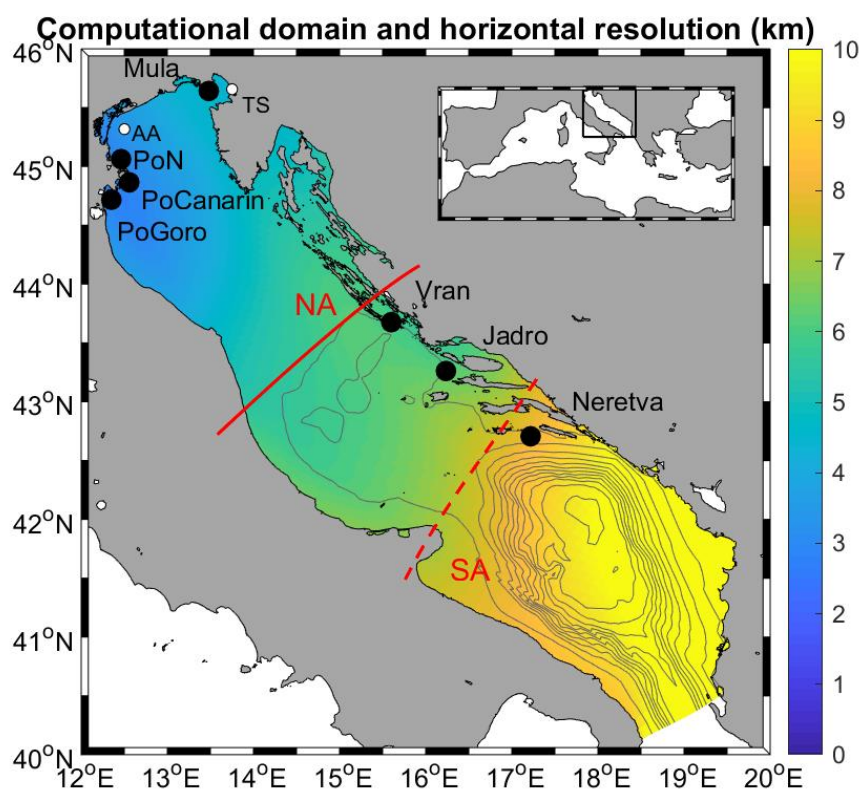 Computational domain and horizontal resolution (km)
46°N
45°N
44°N
43°N
42°N
41°N
40°N
12°E
13°E
14°E
15°E
16°E
17°E
18°E
19°E
20°E
Mula
TS
AA
PoN
PoCanarin
PoGoro
NA
Vran
Jadro
Neretva
SA
10
9
8
7
6
5
4
3
2
1
0